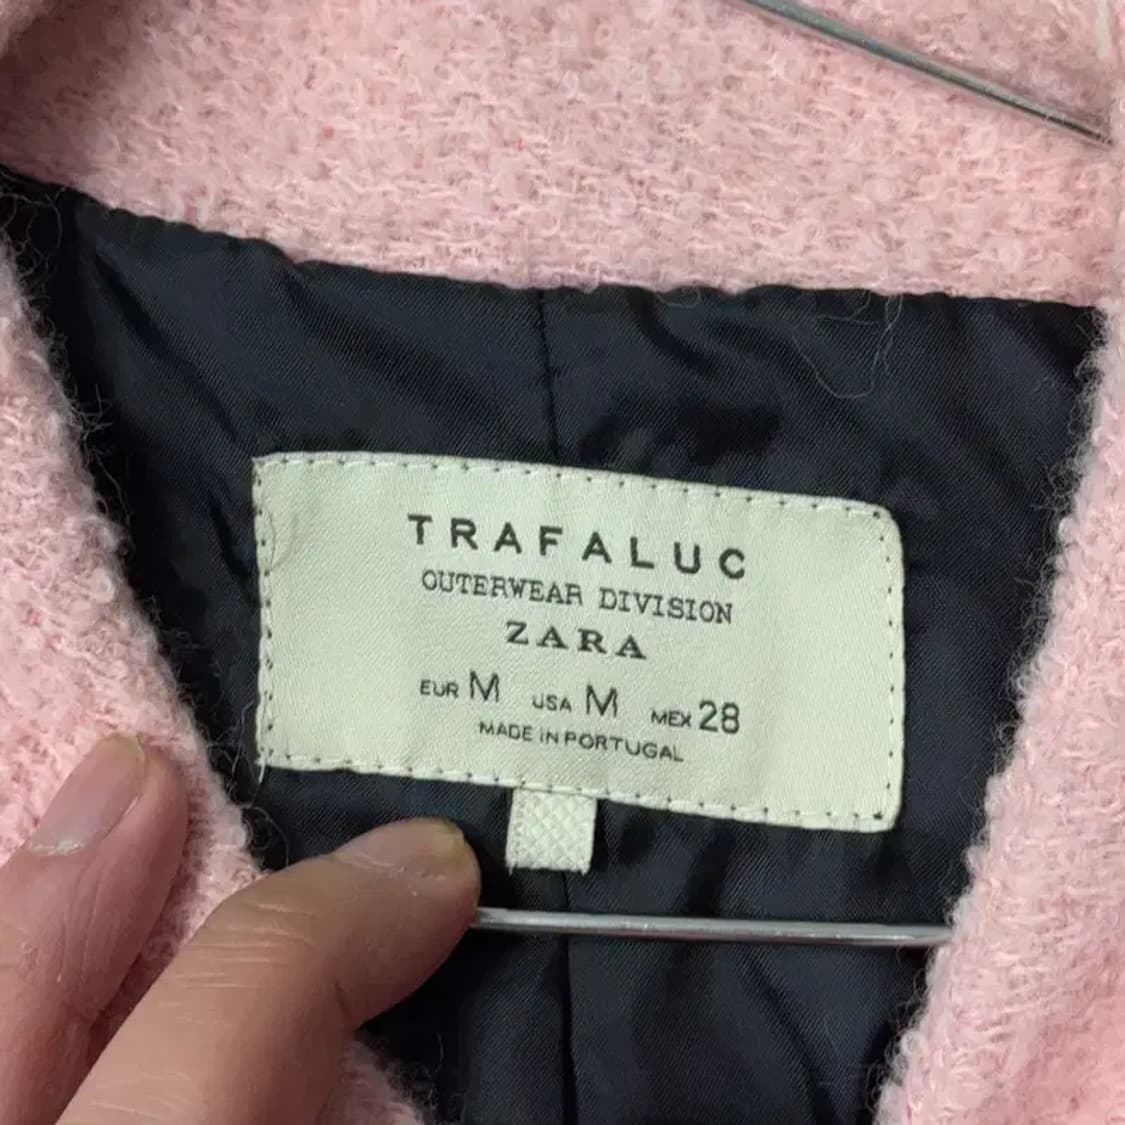 TRAFALUC
OUTERWEAR DIVISION
ZARA
EUR M USA M MEX 28
MADE IN PORTUGAL